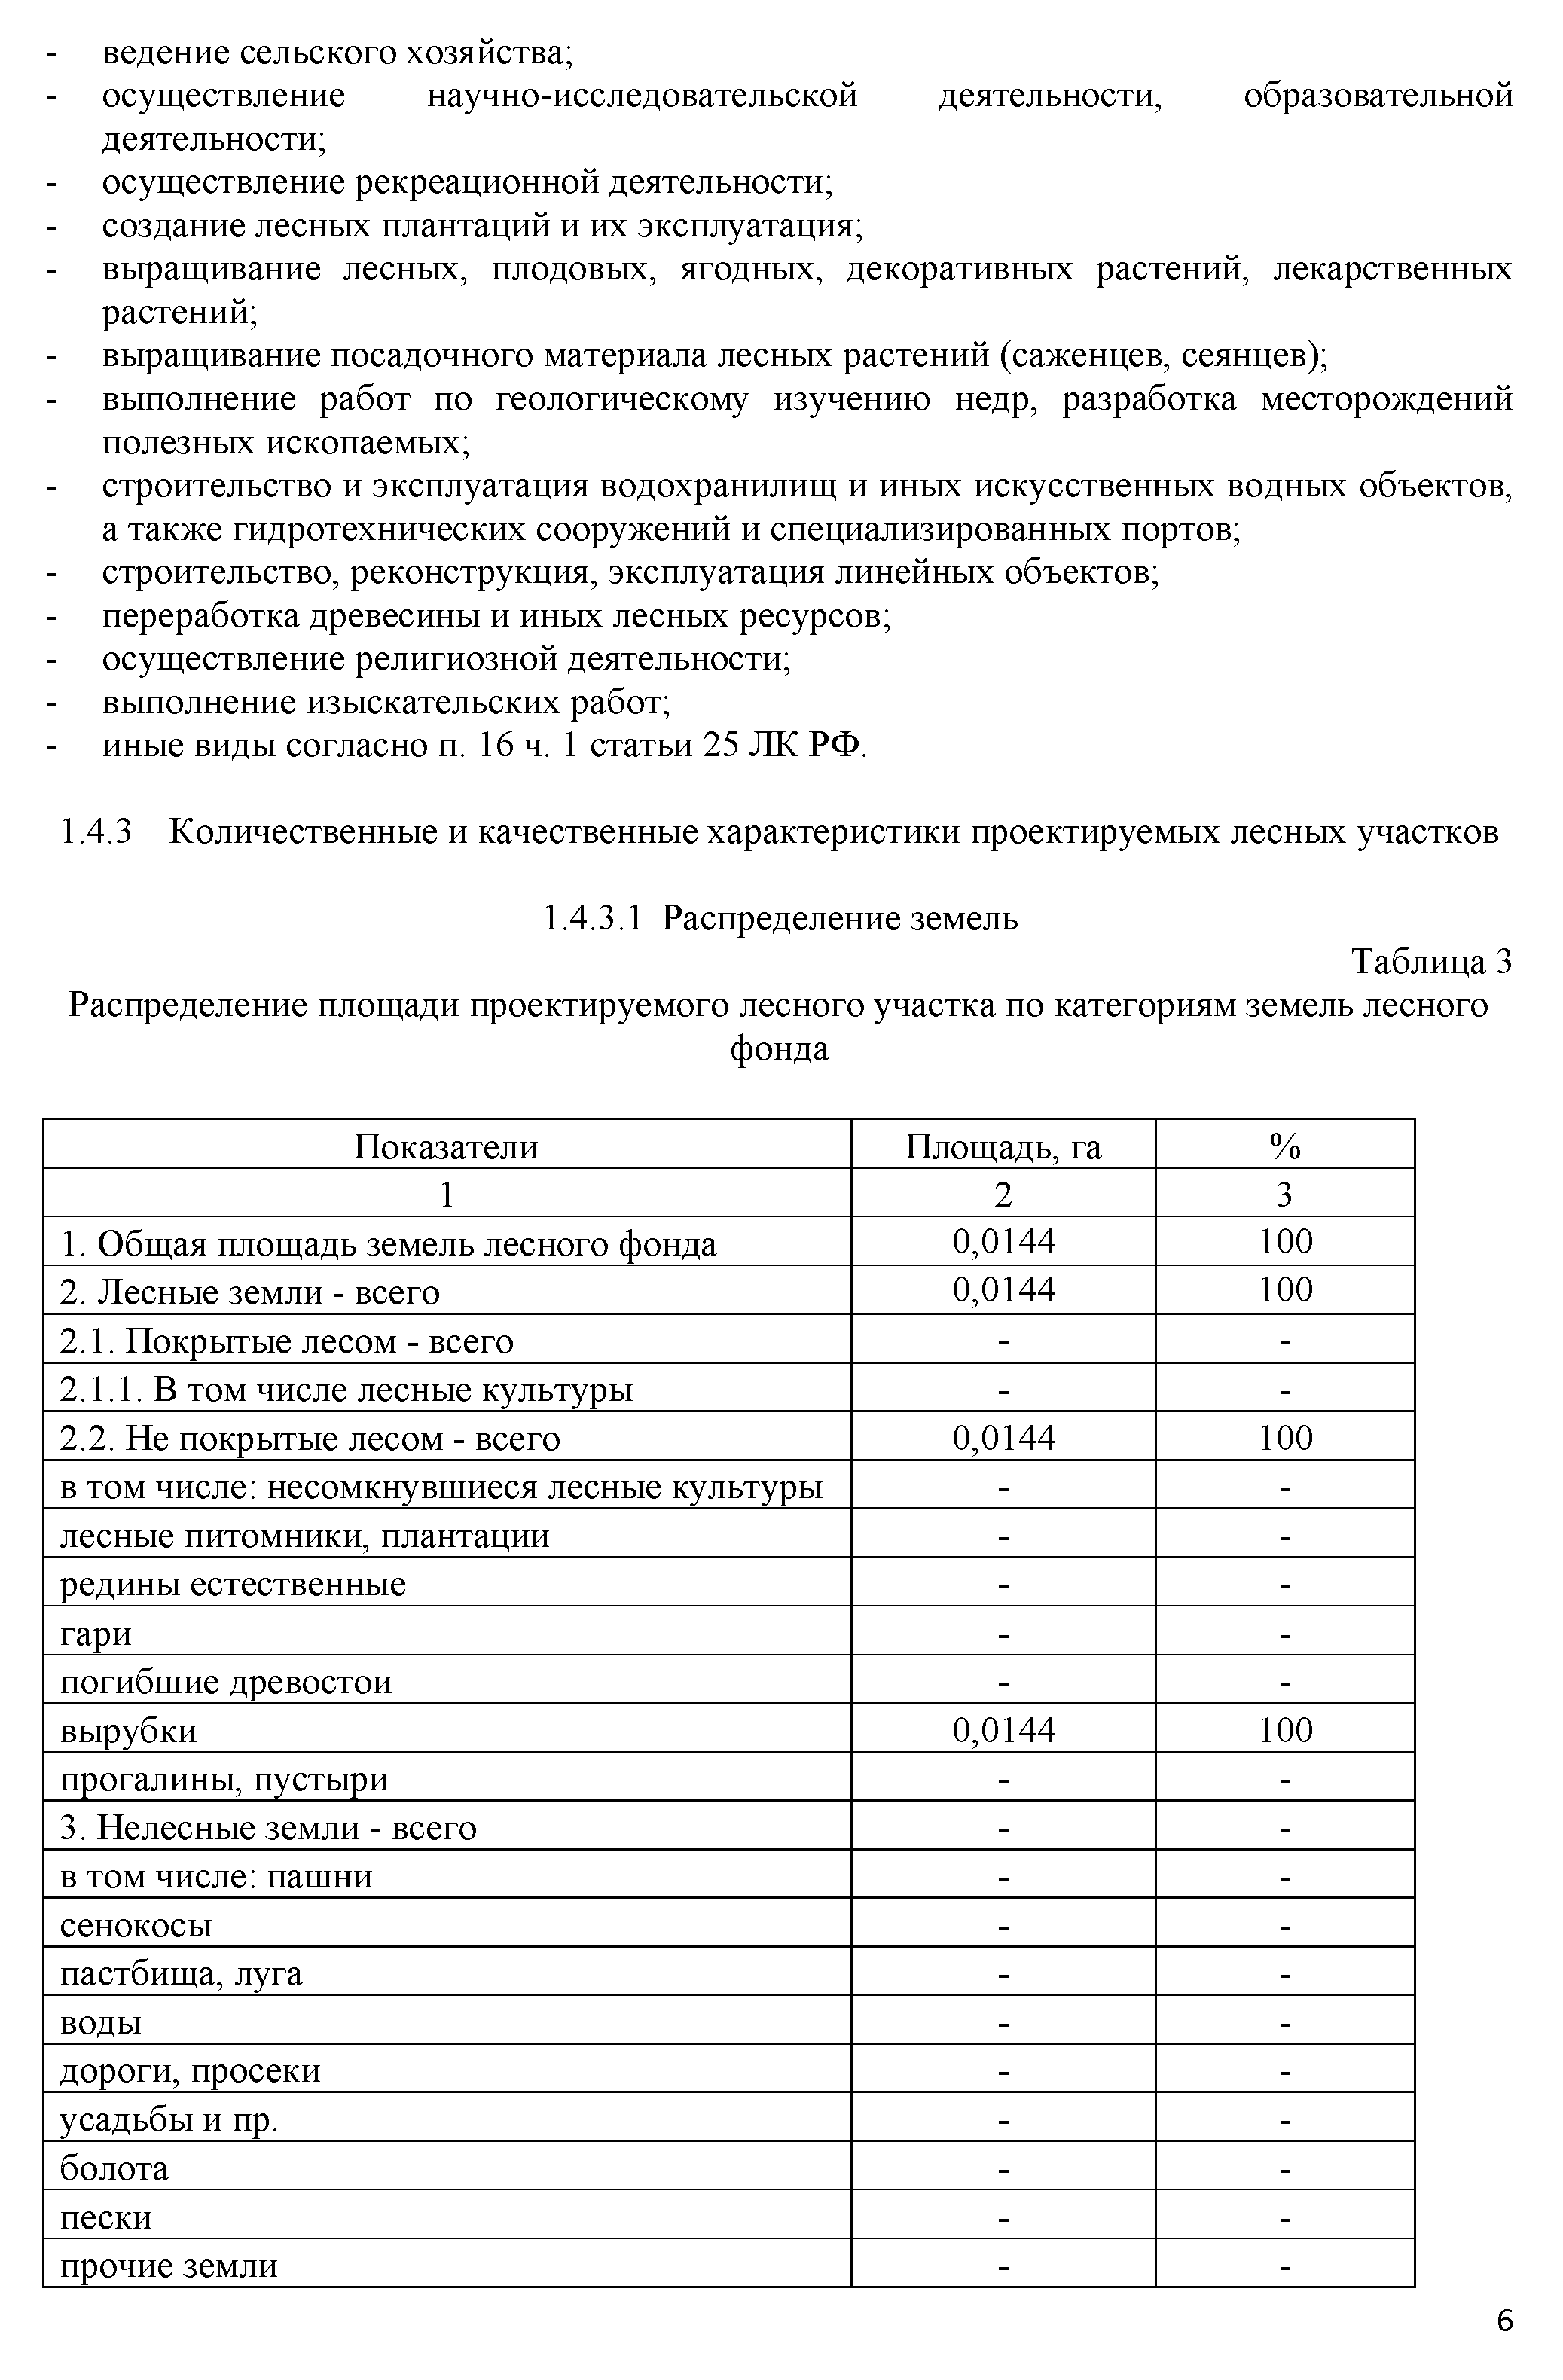 - ведение сельского хозяйства;
- осуществление научно-исследовательской деятельности, образовательной
деятельности;
- осуществление рекреационной деятельности;
- создание лесных плантаций и их эксплуатация;
- выращивание лесных, плодовых, ягодных, декоративных растений, лекарственных
растений;
- выращивание посадочного материала лесных растений (саженцев, сеянцев);
- выполнение работ по геологическому изучению недр, разработка месторождений
полезных ископаемых;
- строительство и эксплуатация водохранилищ и иных искусственных водных объектов,
а также гидротехнических сооружений и специализированных портов;
- строительство, реконструкция, эксплуатация линейных объектов;
- переработка древесины и иных лесных ресурсов;
- осуществление религиозной деятельности;
- выполнение изыскательских работ;
- иные виды согласно п. 16 ч. 1 статьи 25 ЛК РФ.
1.4.3 Количественные и качественные характеристики проектируемых лесных участков
1.4.3.1 Распределение земель
Таблица 3
Распределение площади проектируемого лесного участка по категориям земель лесного
фонда
Показатели Площадь, га %
1 2 3
1. Общая площадь земель лесного фонда 0,0144 100
2. Лесные земли - всего 0,0144 100
2.1. Покрытые лесом - всего - -
2.1.1. В том числе лесные культуры - -
2.2. Не покрытые лесом - всего 0,0144 100
в том числе: несомкнувшиеся лесные культуры - -
лесные питомники, плантации - -
редины естественные - -
гари - -
погибшие древостои - -
вырубки 0,0144 100
прогалины, пустыри - -
3. Нелесные земли - всего - -
в том числе: пашни - -
сенокосы - -
пастбища, луга - -
воды - -
дороги, просеки - -
усадьбы и пр. - -
болота - -
пески - -
прочие земли - -
6